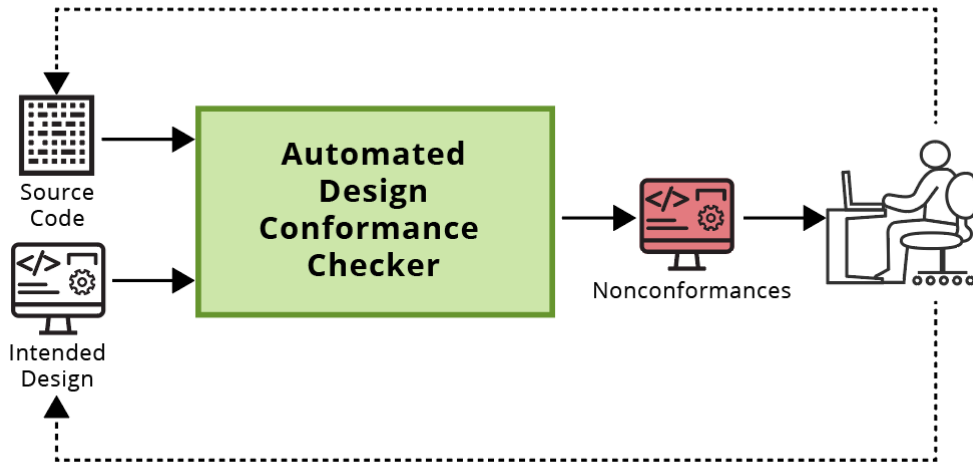 Source
Code
Automated
Design
Conformance
Checker
</>
Nonconformances
</>
Intended
Design